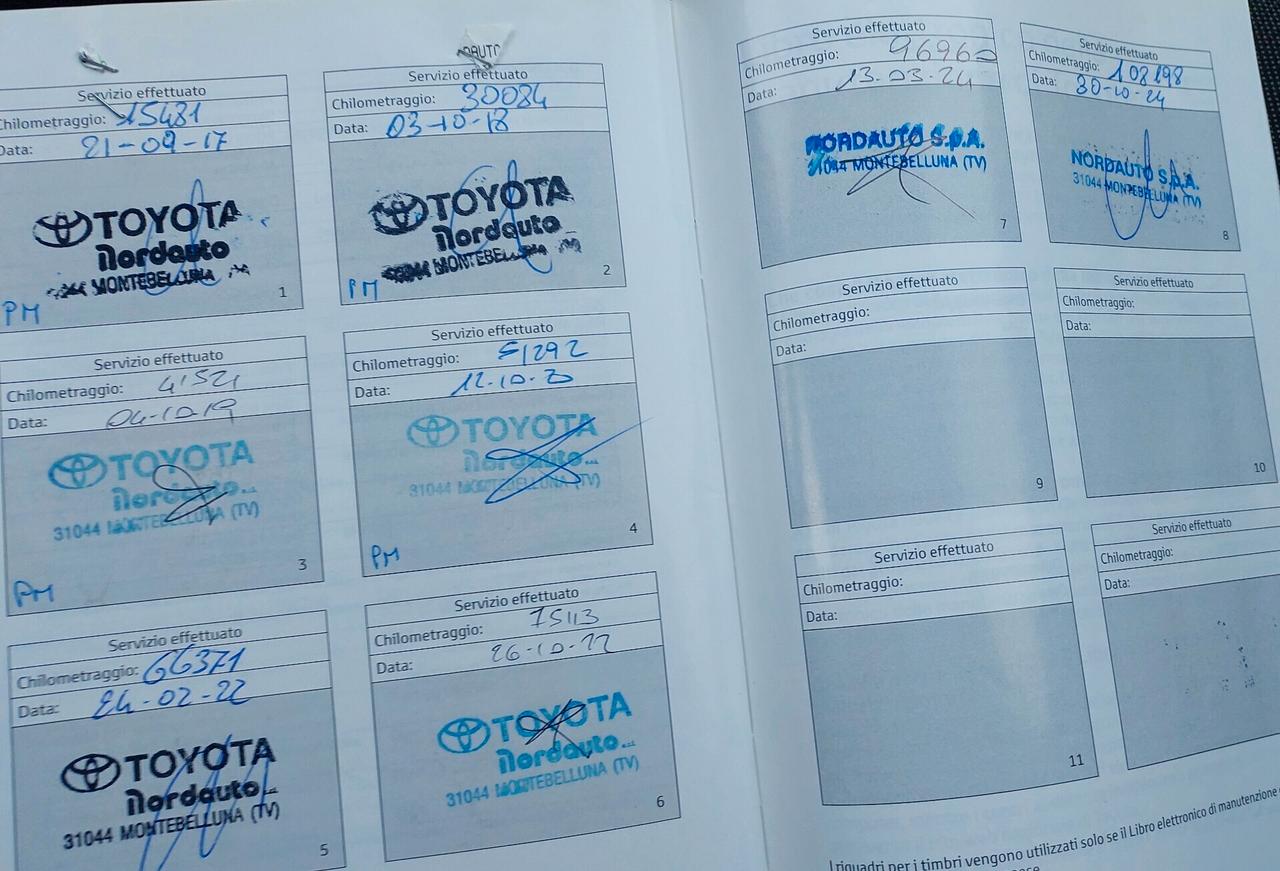 Servizio effettuato
Chilometraggio: 15481
Data: 21-09-17
TOYOTA
Nordauto
MONTEBELLUNA
PM
1
DAUTO
Servizio effettuato
Chilometraggio: 30084
Data: 03-10-18
TOYOTA
Nordauto
MONTEBELLUNA
PM
2
Servizio effettuato
Chilometraggio: 41521
Data: 04-10-19
TOYOTA
Nordauto
31044 MONTEBELLUNA (TV)
PM
3
Servizio effettuato
Chilometraggio: 51292
Data: 12-10-20
TOYOTA
Nordauto
31044 MONTEBELLUNA (TV)
PM
4
Servizio effettuato
Chillometraggio: 66371
Data: 24-02-22
TOYOTA
Nordauto
31044 MONTEBELLUNA (TV)
5
Servizio effettuato
Chilometraggio: 75113
Data: 26-10-22
TOYOTA
Nordauto
31044 MONTEBELLUNA (TV)
6
Servizio effettuato
Chilometraggio: 96960
Data: 13.03.24
NORDAUTO S.p.A.
31044 MONTEBELLUNA (TV)
7
Servizio effettuato
Chilometraggio: 108198
Data: 30-10-24
NORDAUTO S.p.A.
31044 MONTEBELLUNA (TV)
8
Servizio effettuato
Chilometraggio:
Data:
9
Servizio effettuato
Chilometraggio:
Data:
10
Servizio effettuato
Chilometraggio:
Data:
11
Servizio effettuato
Chilometraggio:
Data:
I riquadri per i timbri vengono utilizzati solo se il Libro elettronico di manutenzione